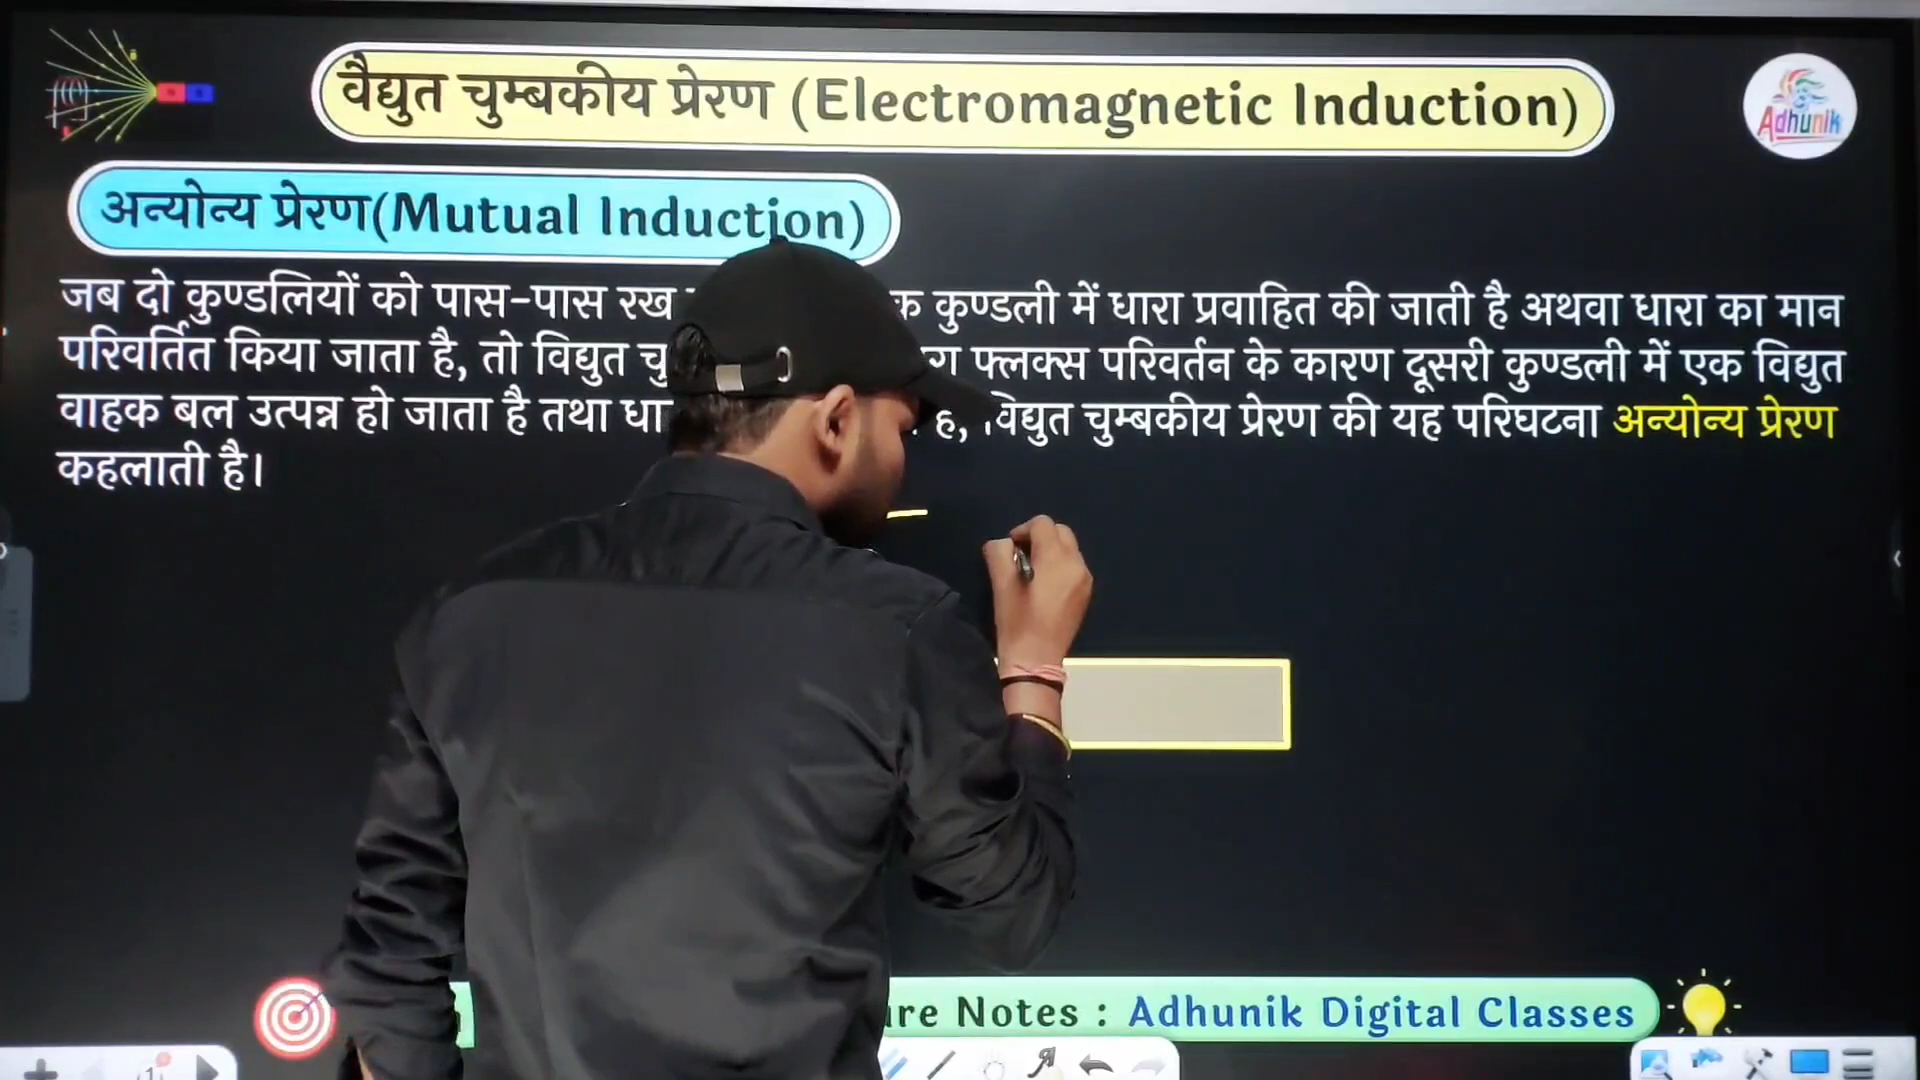 वैद्युत चुम्बकीय प्रेरण (Electromagnetic Induction)
Adhunik
अन्योन्य प्रेरण(Mutual Induction)
जब दो कुण्डलियों को पास-पास रख कुण्डली में धारा प्रवाहित की जाती है अथवा धारा का मान
परिवर्तित किया जाता है, तो विद्युत फ्लक्स परिवर्तन के कारण दूसरी कुण्डली में एक विद्युत
वाहक बल उत्पन्न हो जाता है तथा विद्युत चुम्बकीय प्रेरण की यह परिघटना अन्योन्य प्रेरण
कहलाती है।
Notes : Adhunik Digital Classes
1